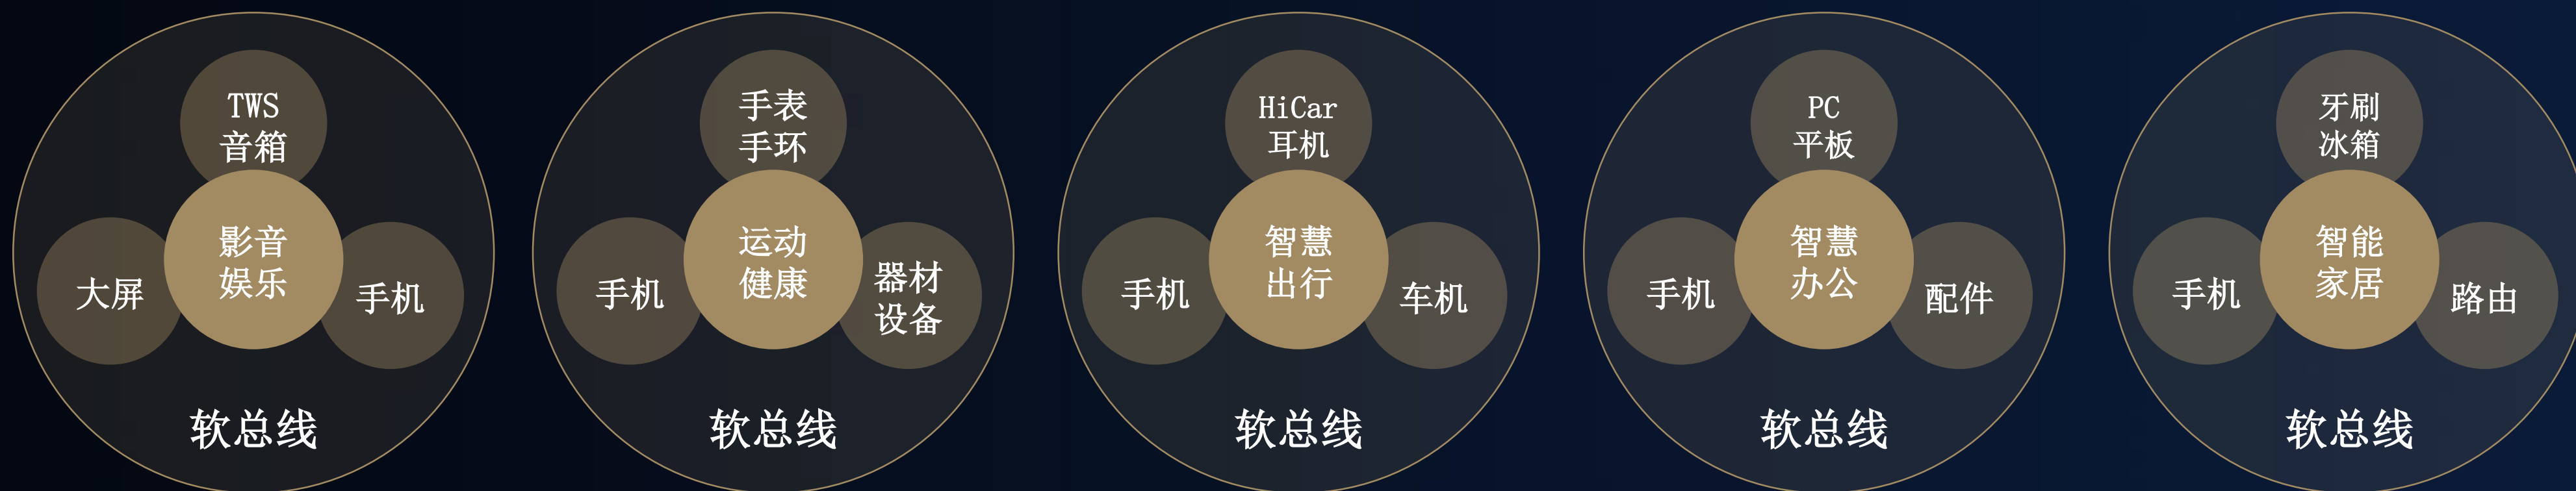 TWS
音箱
影音
娱乐
大屏
手机
软总线
手表
手环
运动
健康
手机
器材
设备
软总线
HiCar
耳机
智慧
出行
手机
车机
软总线
PC
平板
智慧
办公
手机
配件
软总线
牙刷
冰箱
智能
家居
手机
路由
软总线